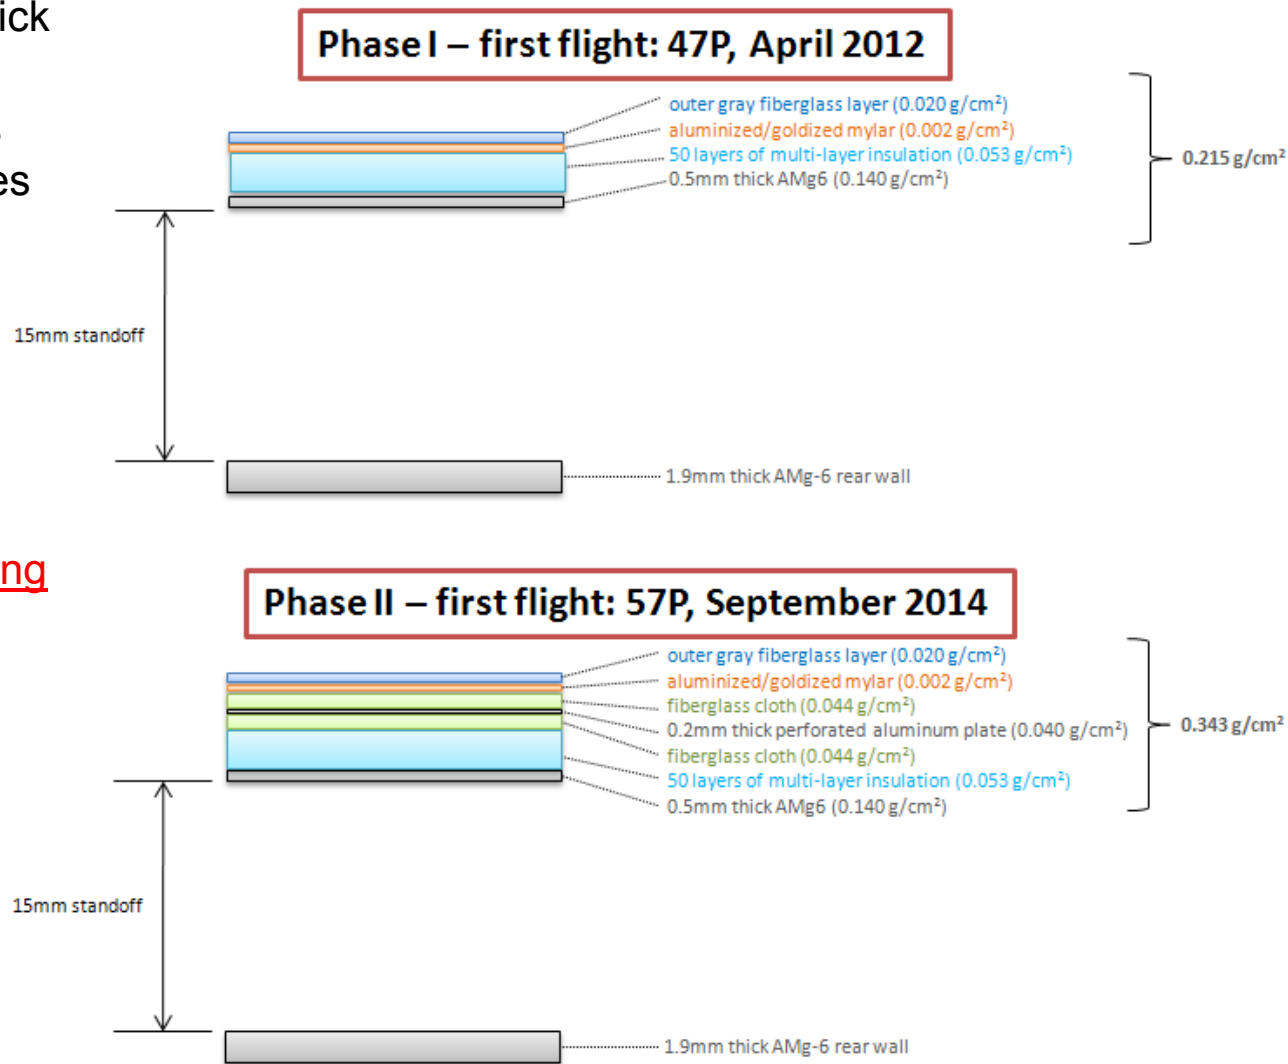 ick
es
Phase I – first flight: 47P, April 2012
outer gray fiberglass layer (0.020 g/cm²)
aluminized/goldized mylar (0.002 g/cm²)
50 layers of multi-layer insulation (0.053 g/cm²)
0.5mm thick AMg6 (0.140 g/cm²)
0.215 g/cm²
15mm standoff
1.9mm thick AMg-6 rear wall
ng
Phase II – first flight: 57P, September 2014
outer gray fiberglass layer (0.020 g/cm²)
aluminized/goldized mylar (0.002 g/cm²)
fiberglass cloth (0.044 g/cm²)
0.2mm thick perforated aluminum plate (0.040 g/cm²)
fiberglass cloth (0.044 g/cm²)
50 layers of multi-layer insulation (0.053 g/cm²)
0.5mm thick AMg6 (0.140 g/cm²)
0.343 g/cm²
15mm standoff
1.9mm thick AMg-6 rear wall